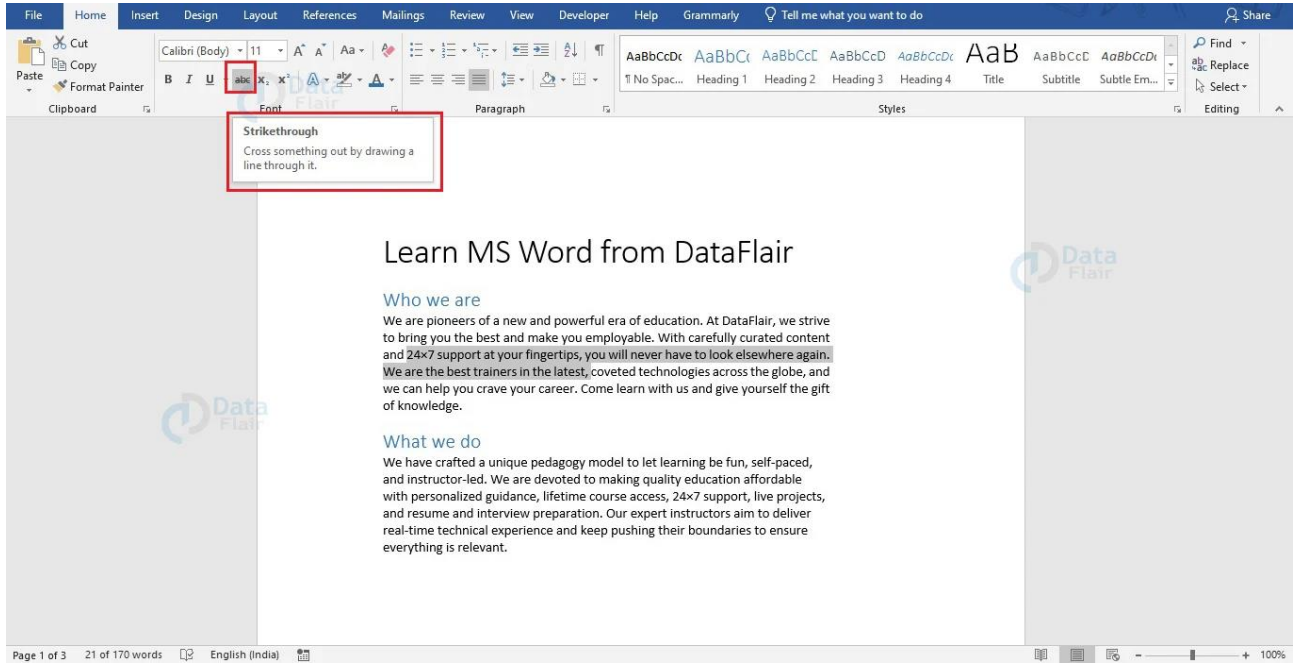 File Home Insert Design Layout References Mailings Review View Developer Help Grammarly Tell me what you want to do Share
Cut
Copy
Paste
Format Painter
Clipboard
Calibri (Body) 11 A A Aa
B I U abc x₂ x² A aby A
Font
Paragraph
AaBbCcDc AaBbCc AaBbCcE AaBbCcD AaBbCcDc AaB AaBbCcC AaBbCcDc
¶ No Spac... Heading 1 Heading 2 Heading 3 Heading 4 Title Subtitle Subtle Em...
Styles
Find
Replace
Select
Editing
Strikethrough
Cross something out by drawing a
line through it.
Learn MS Word from DataFlair
Who we are
We are pioneers of a new and powerful era of education. At DataFlair, we strive
to bring you the best and make you employable. With carefully curated content
and 24×7 support at your fingertips, you will never have to look elsewhere again.
We are the best trainers in the latest, coveted technologies across the globe, and
we can help you crave your career. Come learn with us and give yourself the gift
of knowledge.
What we do
We have crafted a unique pedagogy model to let learning be fun, self-paced,
and instructor-led. We are devoted to making quality education affordable
with personalized guidance, lifetime course access, 24×7 support, live projects,
and resume and interview preparation. Our expert instructors aim to deliver
real-time technical experience and keep pushing their boundaries to ensure
everything is relevant.
Data
Flair
Data
Flair
Data
Flair
Page 1 of 3 21 of 170 words English (India) 100%